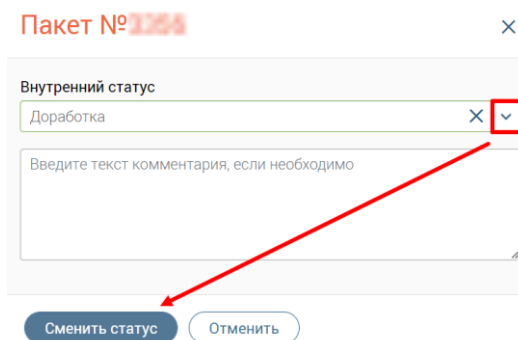 Пакет №
Внутренний статус
Доработка
Введите текст комментария, если необходимо
Сменить статус
Отменить